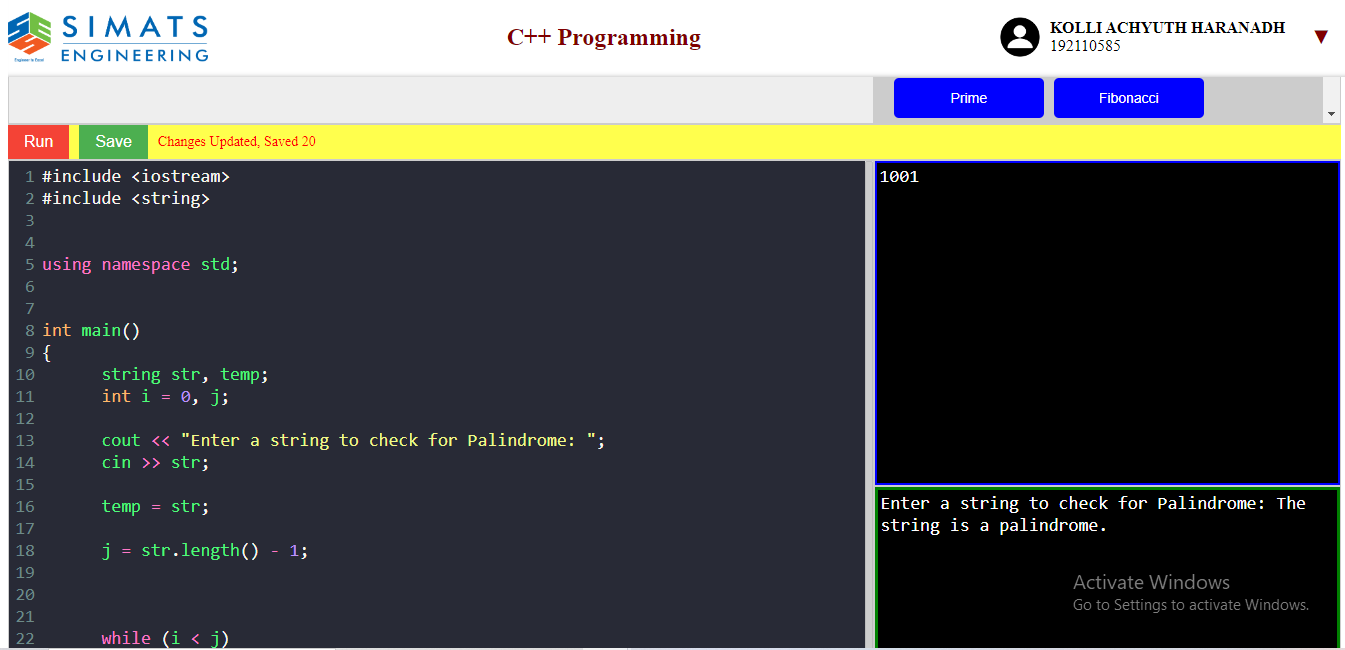 SIMATS
ENGINEERING
Engineer to Excel
C++ Programming
KOLLI ACHYUTH HARANADH
192110585
▼
Prime
Fibonacci
Run
Save
Changes Updated, Saved 20
1 #include <iostream>
2 #include <string>
3
4
5 using namespace std;
6
7
8 int main()
9 {
10 string str, temp;
11 int i = 0, j;
12
13 cout << "Enter a string to check for Palindrome: ";
14 cin >> str;
15
16 temp = str;
17
18 j = str.length() - 1;
19
20
21
22 while (i < j)
1001
Enter a string to check for Palindrome: The
string is a palindrome.
Activate Windows
Go to Settings to activate Windows.